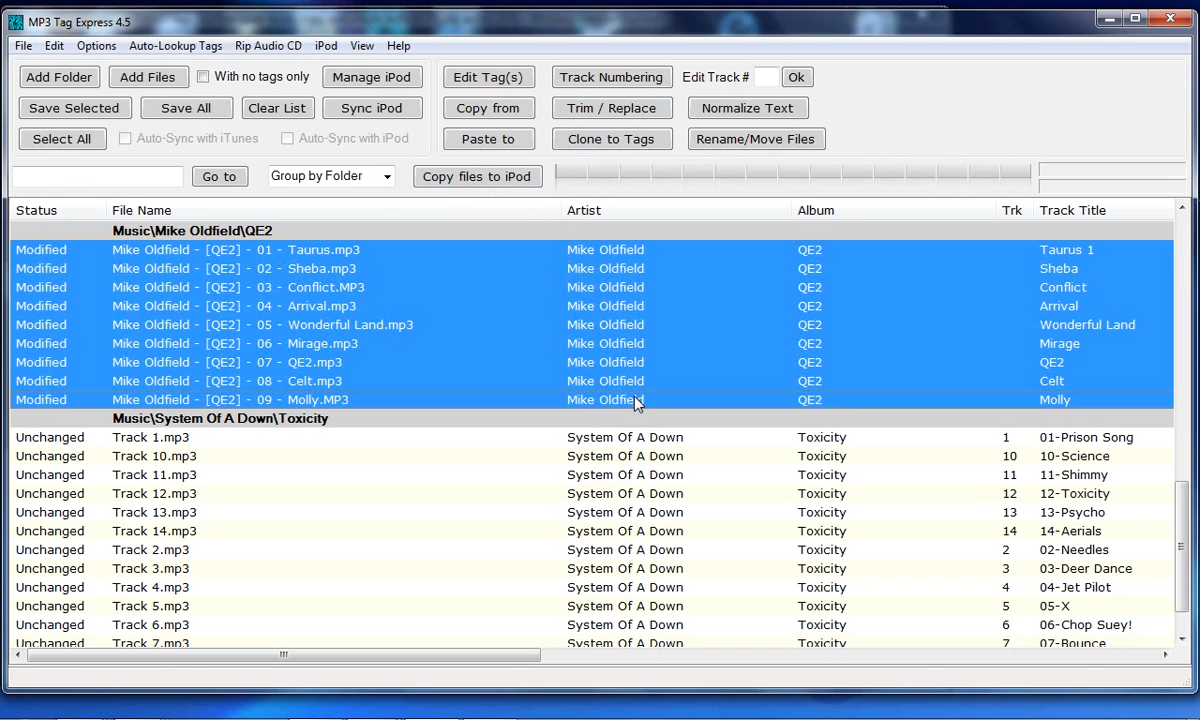 MP3 Tag Express 4.5
File Edit Options Auto-Lookup Tags Rip Audio CD iPod View Help
Add Folder Add Files With no tags only Manage iPod Edit Tag(s) Track Numbering Edit Track # Ok
Save Selected Save All Clear List Sync iPod Copy from Trim / Replace Normalize Text
Select All Auto-Sync with iTunes Auto-Sync with iPod Paste to Clone to Tags Rename/Move Files
Go to Group by Folder Copy files to iPod
Status File Name Artist Album Trk Track Title
Music\Mike Oldfield\QE2
Modified Mike Oldfield - [QE2] - 01 - Taurus.mp3 Mike Oldfield QE2 Taurus 1
Modified Mike Oldfield - [QE2] - 02 - Sheba.mp3 Mike Oldfield QE2 Sheba
Modified Mike Oldfield - [QE2] - 03 - Conflict.MP3 Mike Oldfield QE2 Conflict
Modified Mike Oldfield - [QE2] - 04 - Arrival.mp3 Mike Oldfield QE2 Arrival
Modified Mike Oldfield - [QE2] - 05 - Wonderful Land.mp3 Mike Oldfield QE2 Wonderful Land
Modified Mike Oldfield - [QE2] - 06 - Mirage.mp3 Mike Oldfield QE2 Mirage
Modified Mike Oldfield - [QE2] - 07 - QE2.mp3 Mike Oldfield QE2 QE2
Modified Mike Oldfield - [QE2] - 08 - Celt.mp3 Mike Oldfield QE2 Celt
Modified Mike Oldfield - [QE2] - 09 - Molly.MP3 Mike Oldfield QE2 Molly
Music\System Of A Down\Toxicity
Unchanged Track 1.mp3 System Of A Down Toxicity 1 01-Prison Song
Unchanged Track 10.mp3 System Of A Down Toxicity 10 10-Science
Unchanged Track 11.mp3 System Of A Down Toxicity 11 11-Shimmy
Unchanged Track 12.mp3 System Of A Down Toxicity 12 12-Toxicity
Unchanged Track 13.mp3 System Of A Down Toxicity 13 13-Psycho
Unchanged Track 14.mp3 System Of A Down Toxicity 14 14-Aerials
Unchanged Track 2.mp3 System Of A Down Toxicity 2 02-Needles
Unchanged Track 3.mp3 System Of A Down Toxicity 3 03-Deer Dance
Unchanged Track 4.mp3 System Of A Down Toxicity 4 04-Jet Pilot
Unchanged Track 5.mp3 System Of A Down Toxicity 5 05-X
Unchanged Track 6.mp3 System Of A Down Toxicity 6 06-Chop Suey!
Unchanged Track 7.mp3 System Of A Down Toxicity 7 07-Bounce